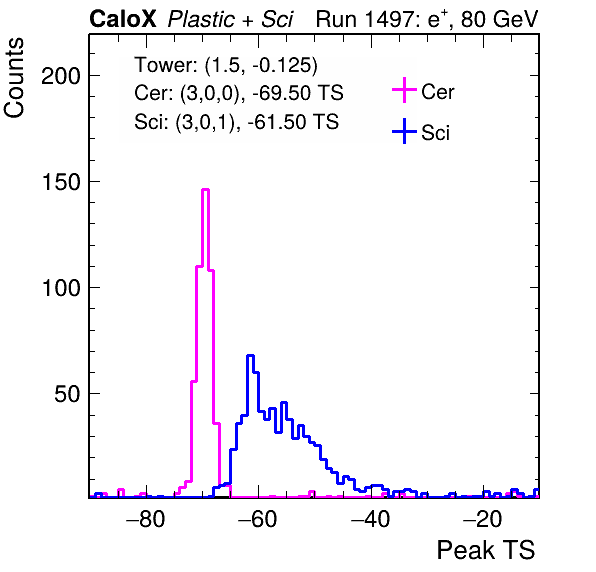 CaloX Plastic + Sci Run 1497: e⁺, 80 GeV
Counts
Tower: (1.5, -0.125)
Cer: (3,0,0), -69.50 TS
Sci: (3,0,1), -61.50 TS
Cer
Sci
200
150
100
50
−80 −60 −40 −20
Peak TS